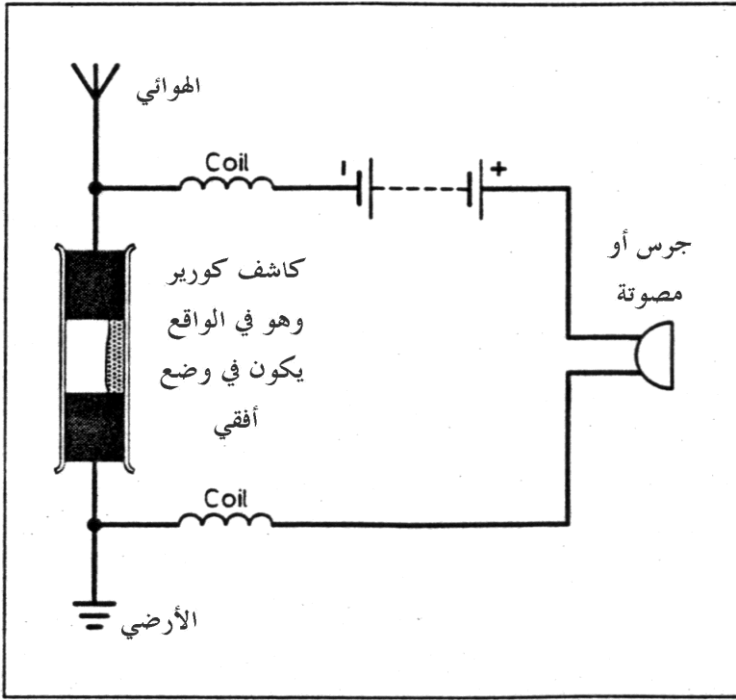 الهوائي
Coil
- +
جرس أو
مصوتة
كاشف كورير
وهو في الواقع
يكون في وضع
أفقي
Coil
الأرضي